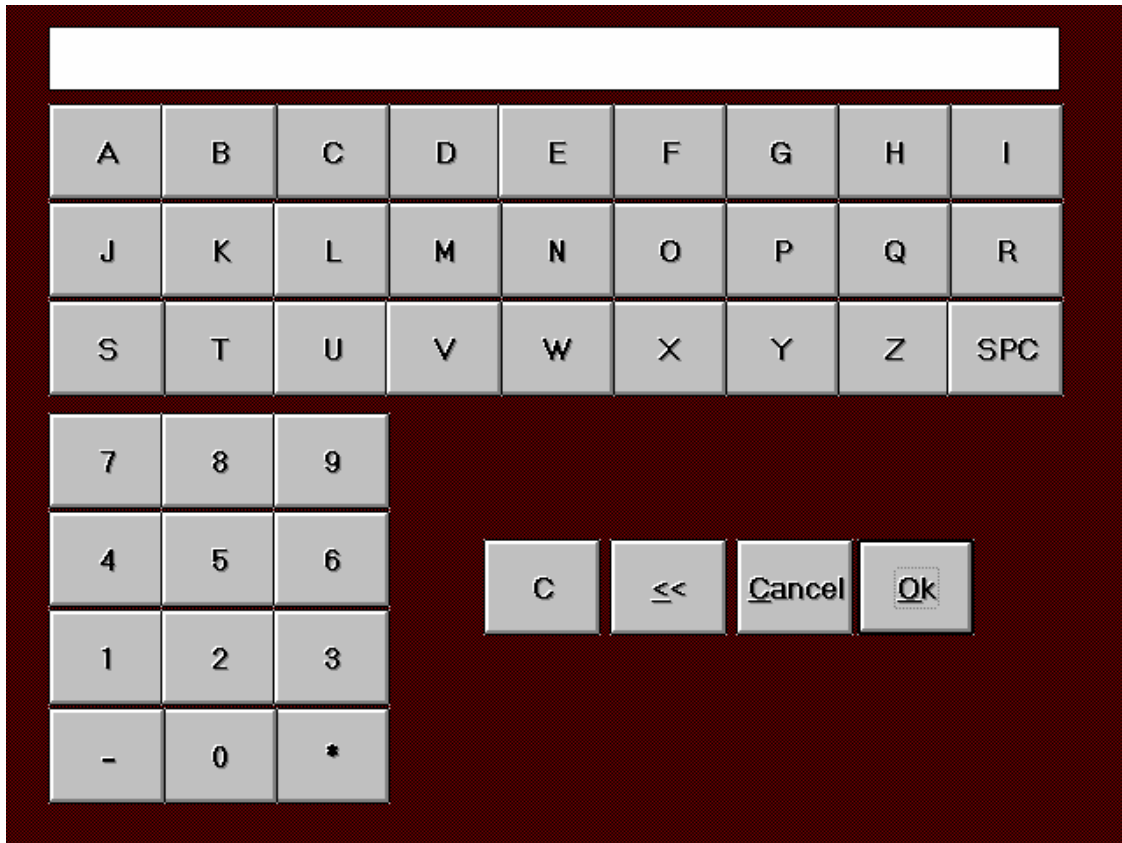 A B C D E F G H I
J K L M N O P Q R
S T U V W X Y Z SPC
7 8 9
4 5 6
C << Cancel Ok
1 2 3
- 0 *